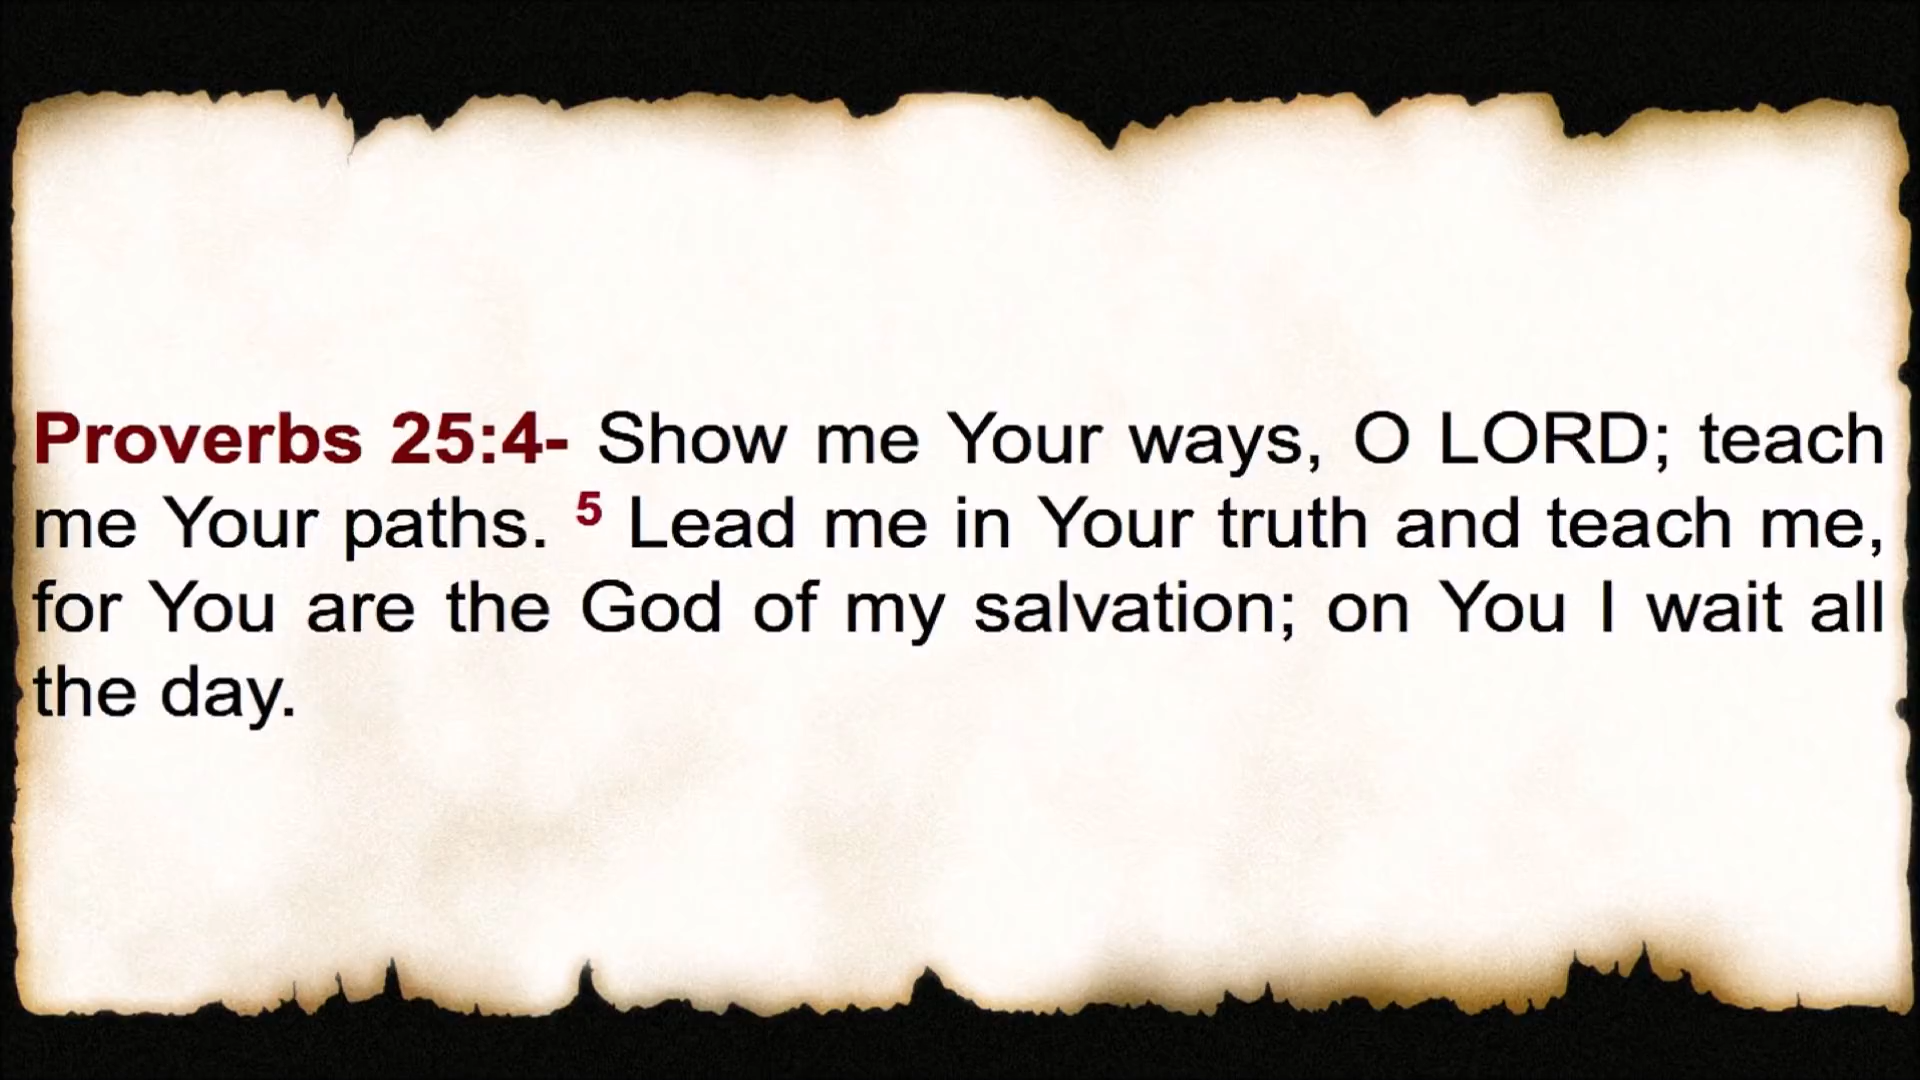 Proverbs 25:4- Show me Your ways, O LORD; teach
me Your paths. 5 Lead me in Your truth and teach me,
for You are the God of my salvation; on You I wait all
the day.